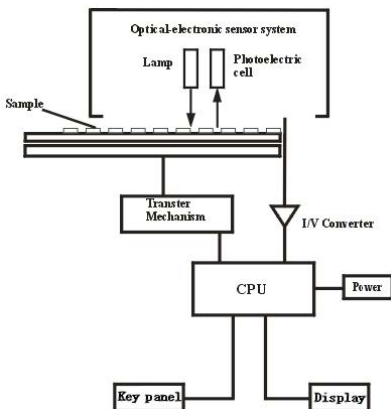 Optical-electronic sensor system
Lamp
Photoelectric
cell
Sample
Transter
Mechanism
I/V Converter
CPU
Power
Key panel
Display